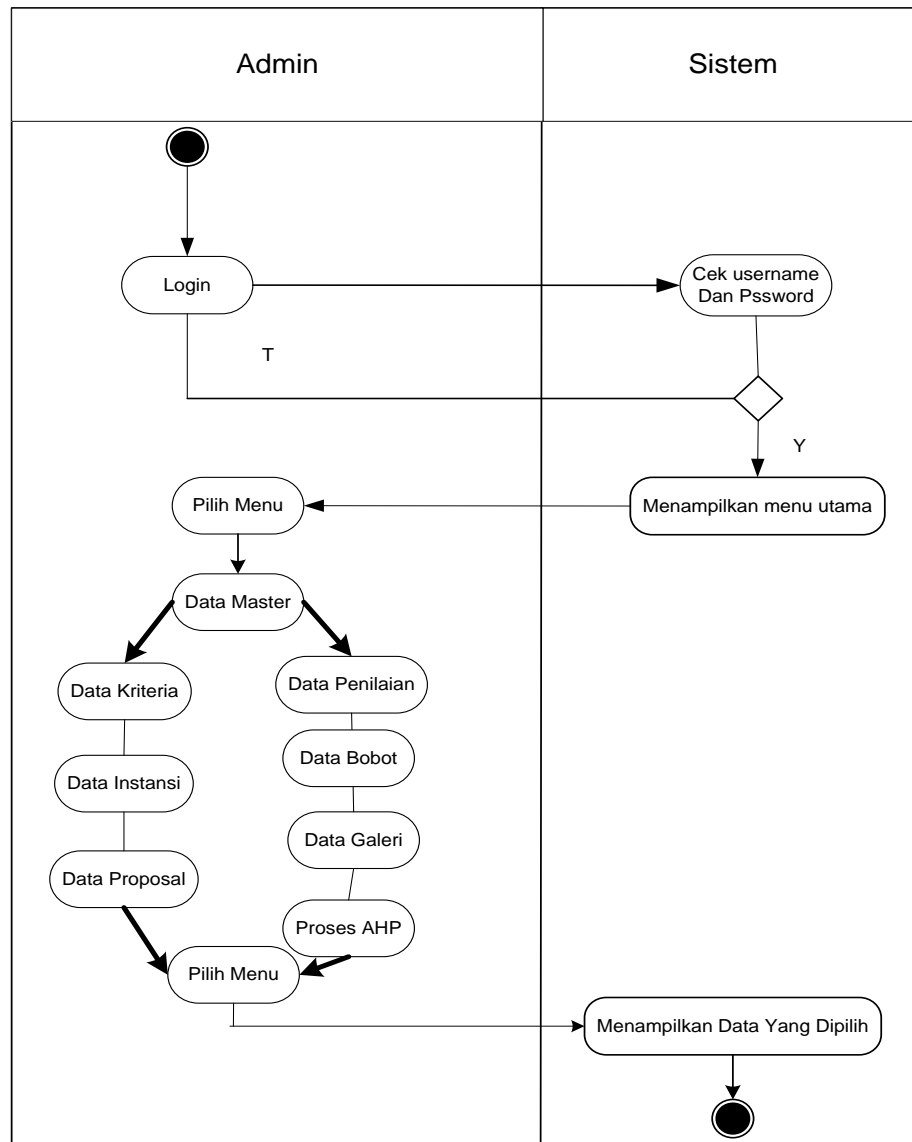 Admin
Sistem
Login
Cek username
Dan Pssword
T
Y
Pilih Menu
Menampilkan menu utama
Data Master
Data Kriteria
Data Penilaian
Data Instansi
Data Bobot
Data Galeri
Data Proposal
Proses AHP
Pilih Menu
Menampilkan Data Yang Dipilih